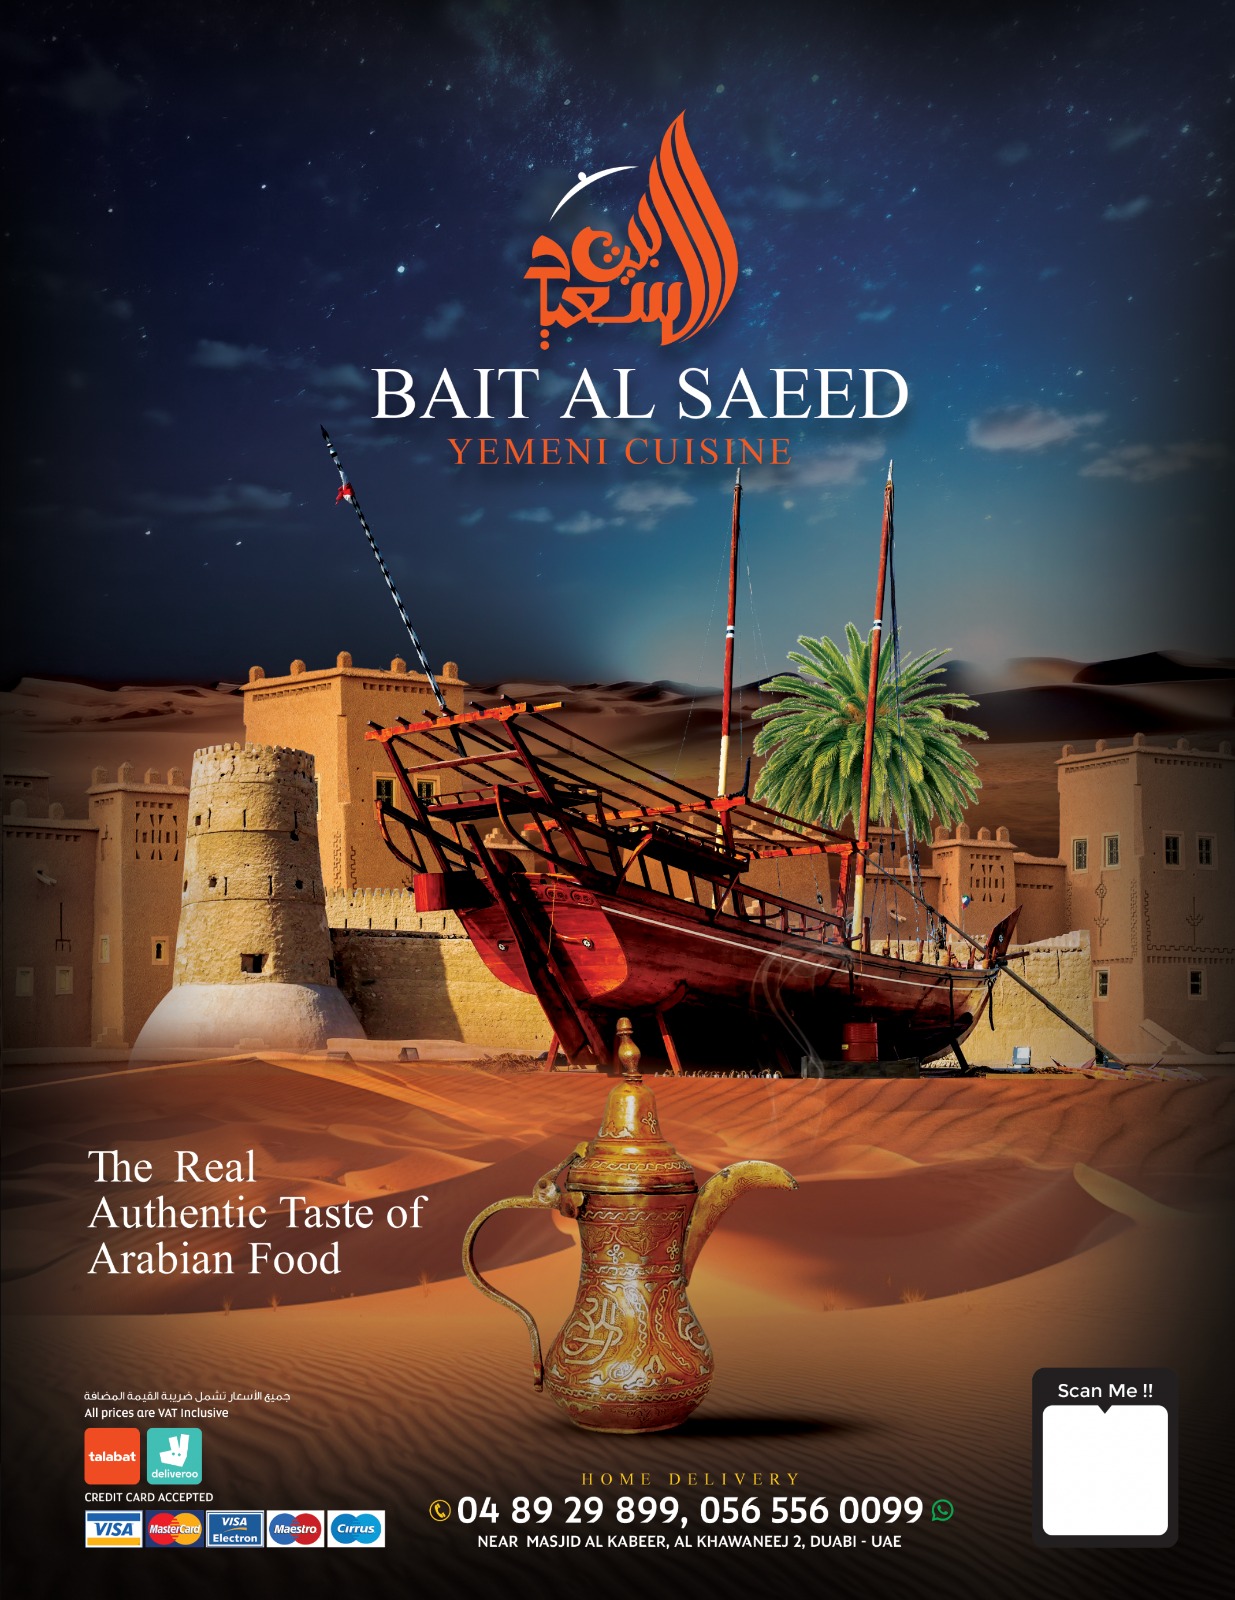 بيت السعيد
BAIT AL SAEED
YEMENI CUISINE
The Real
Authentic Taste of
Arabian Food
جميع الأسعار تشمل ضريبة القيمة المضافة
All prices are VAT Inclusive
talabat
deliveroo
CREDIT CARD ACCEPTED
VISA
MasterCard
VISA
Electron
Maestro
Cirrus
HOME DELIVERY
04 89 29 899, 056 556 0099
NEAR MASJID AL KABEER, AL KHAWANEEJ 2, DUABI - UAE
Scan Me !!